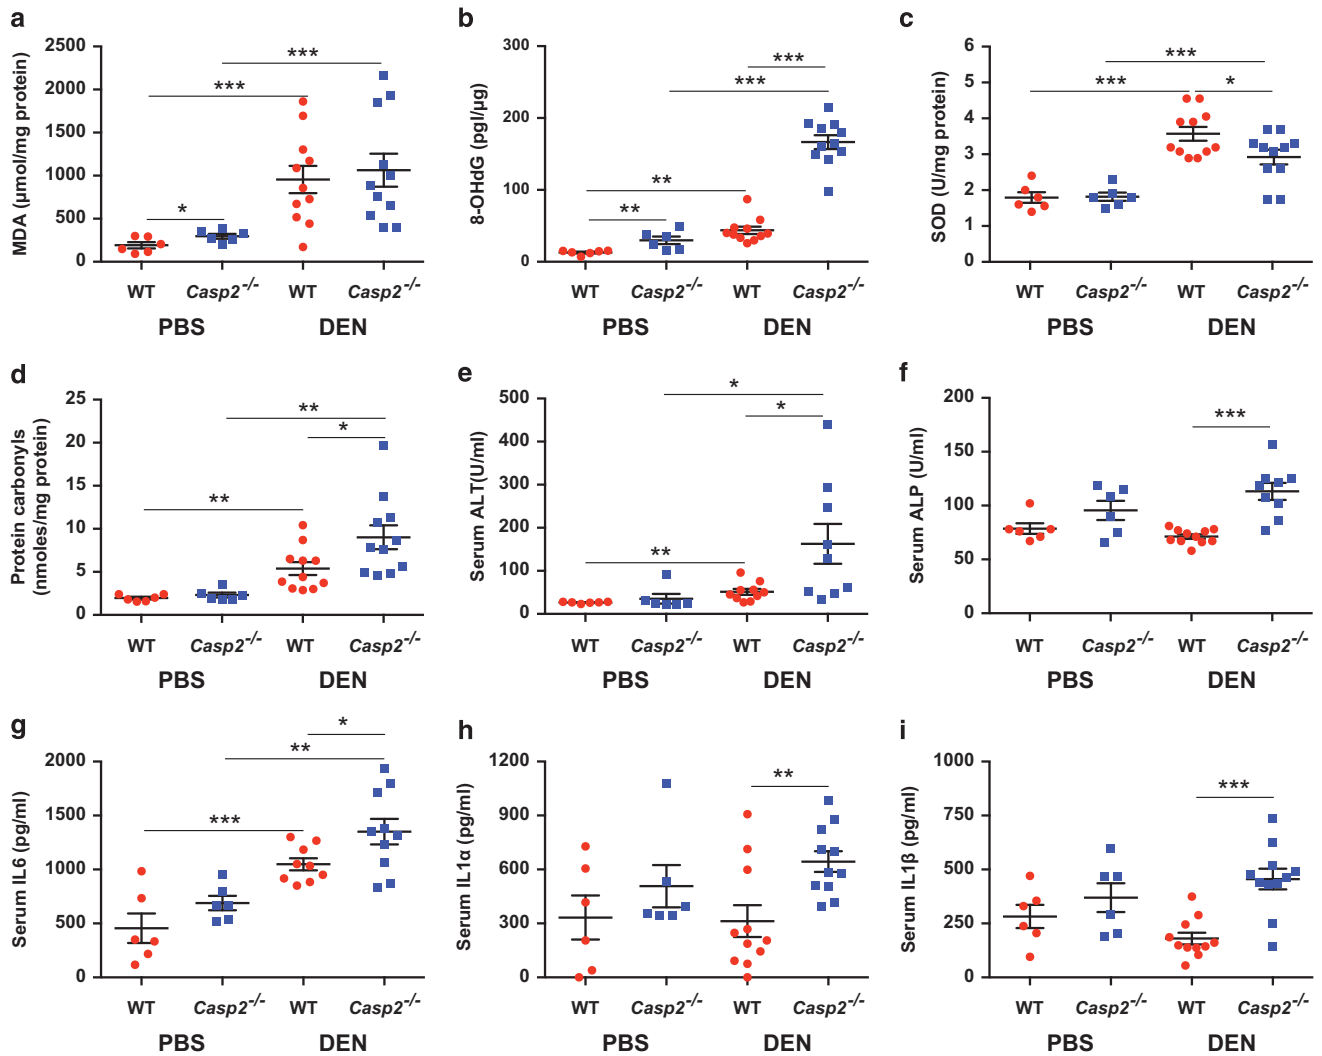 a
MDA (µmol/mg protein)
2500
2000
1500
1000
500
0
*
***
***
WT Casp2-/- WT Casp2-/-
PBS DEN
b
8-OHdG (pgl/µg)
300
200
100
0
**
**
***
***
WT Casp2-/- WT Casp2-/-
PBS DEN
c
SOD (U/mg protein)
6
5
4
3
2
1
0
***
***
*
WT Casp2-/- WT Casp2-/-
PBS DEN
d
Protein carbonyls
(nmoles/mg protein)
25
20
15
10
5
0
**
**
*
WT Casp2-/- WT Casp2-/-
PBS DEN
e
Serum ALT(U/ml)
500
400
300
200
100
0
*
*
**
WT Casp2-/- WT Casp2-/-
PBS DEN
f
Serum ALP (U/ml)
200
150
100
50
0
***
WT Casp2-/- WT Casp2-/-
PBS DEN
g
Serum IL6 (pg/ml)
2000
1500
1000
500
0
*
**
***
WT Casp2-/- WT Casp2-/-
PBS DEN
h
Serum IL1α (pg/ml)
1200
900
600
300
0
**
WT Casp2-/- WT Casp2-/-
PBS DEN
i
Serum IL1β (pg/ml)
1000
750
500
250
0
***
WT Casp2-/- WT Casp2-/-
PBS DEN